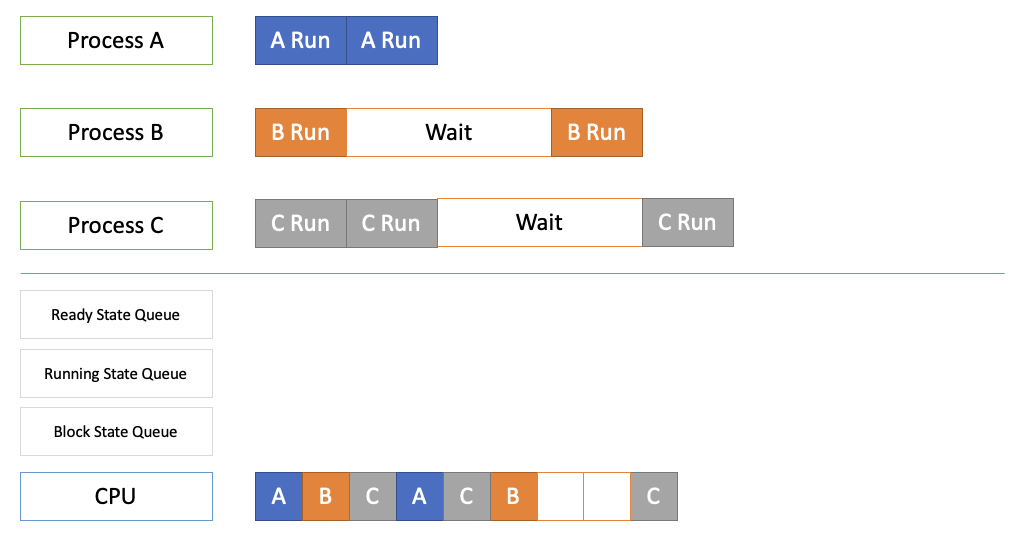 Process A A Run A Run
Process B B Run Wait B Run
Process C C Run C Run Wait C Run
Ready State Queue
Running State Queue
Block State Queue
CPU A B C A C B C